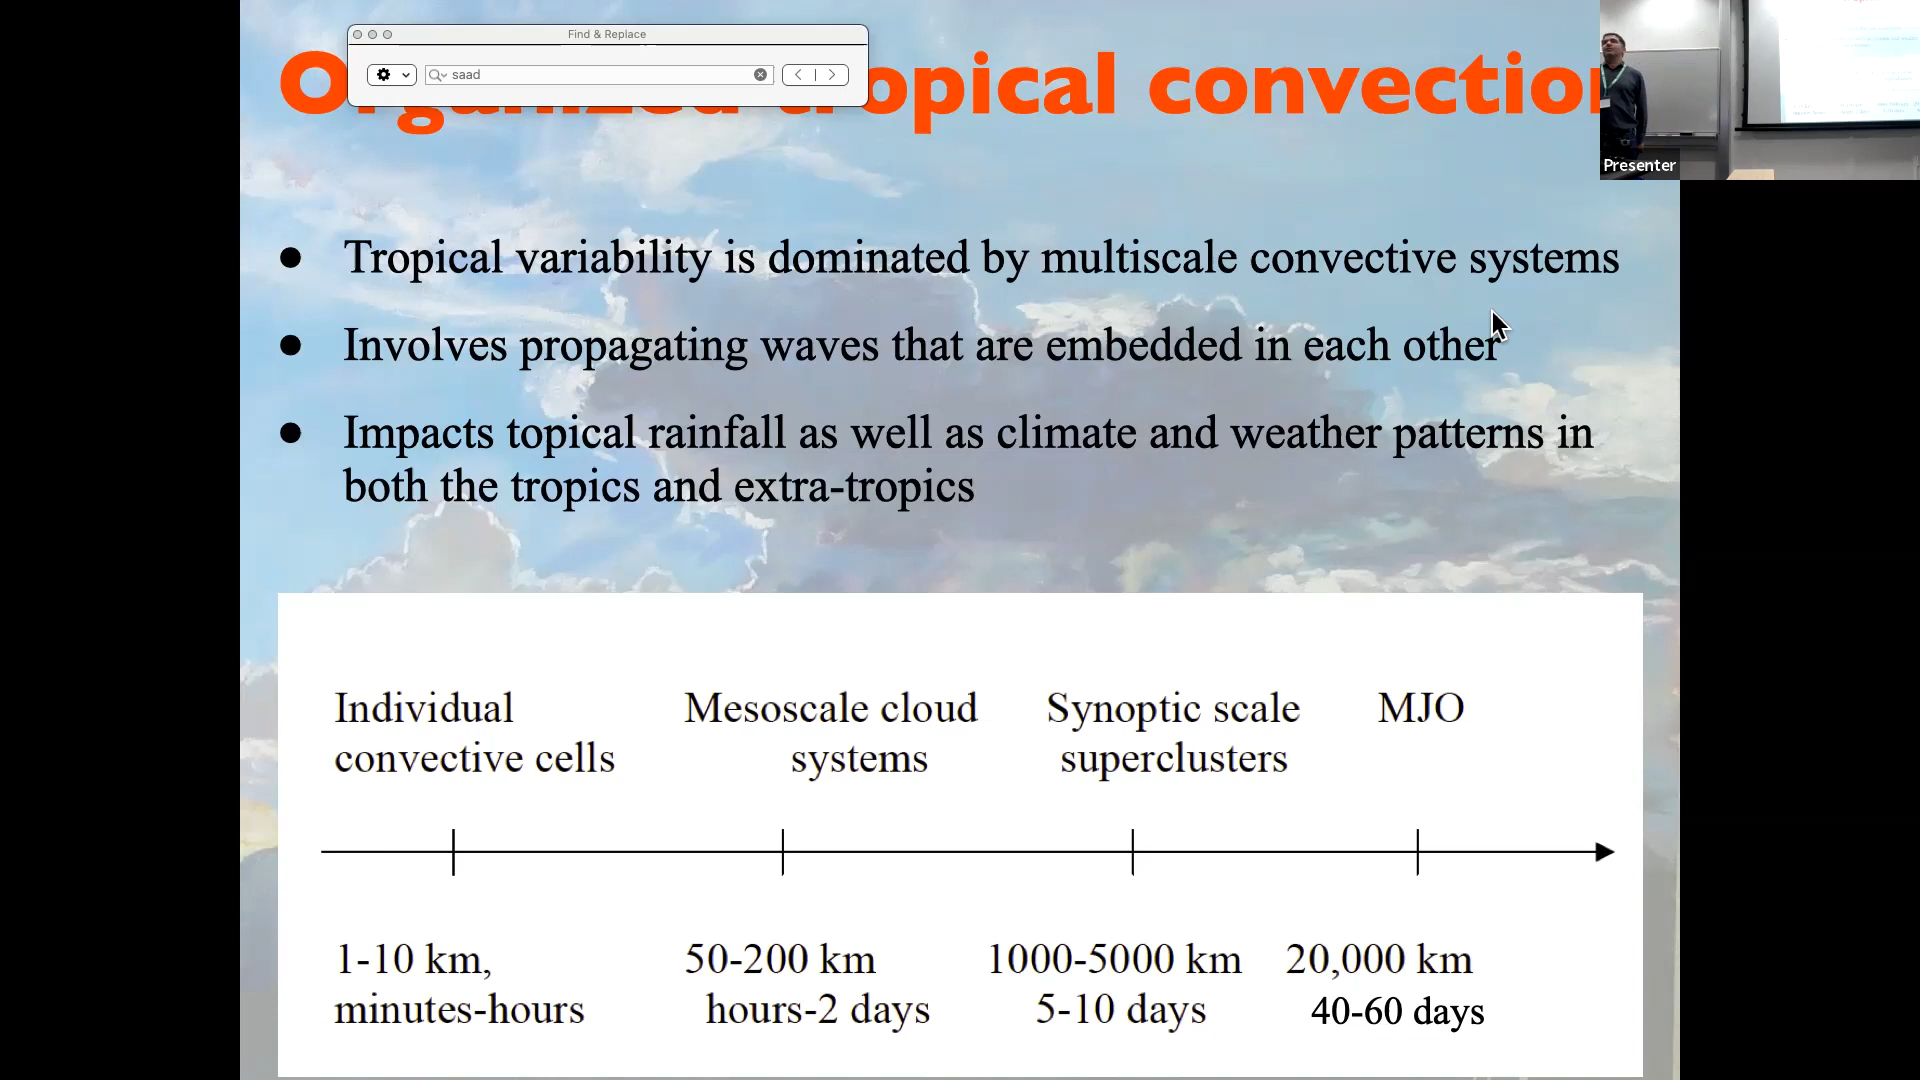 Find & Replace
saad
Organized tropical convection
Presenter
● Tropical variability is dominated by multiscale convective systems
● Involves propagating waves that are embedded in each other
● Impacts topical rainfall as well as climate and weather patterns in
both the tropics and extra-tropics
Individual Mesoscale cloud Synoptic scale MJO
convective cells systems superclusters
1-10 km, 50-200 km 1000-5000 km 20,000 km
minutes-hours hours-2 days 5-10 days 40-60 days